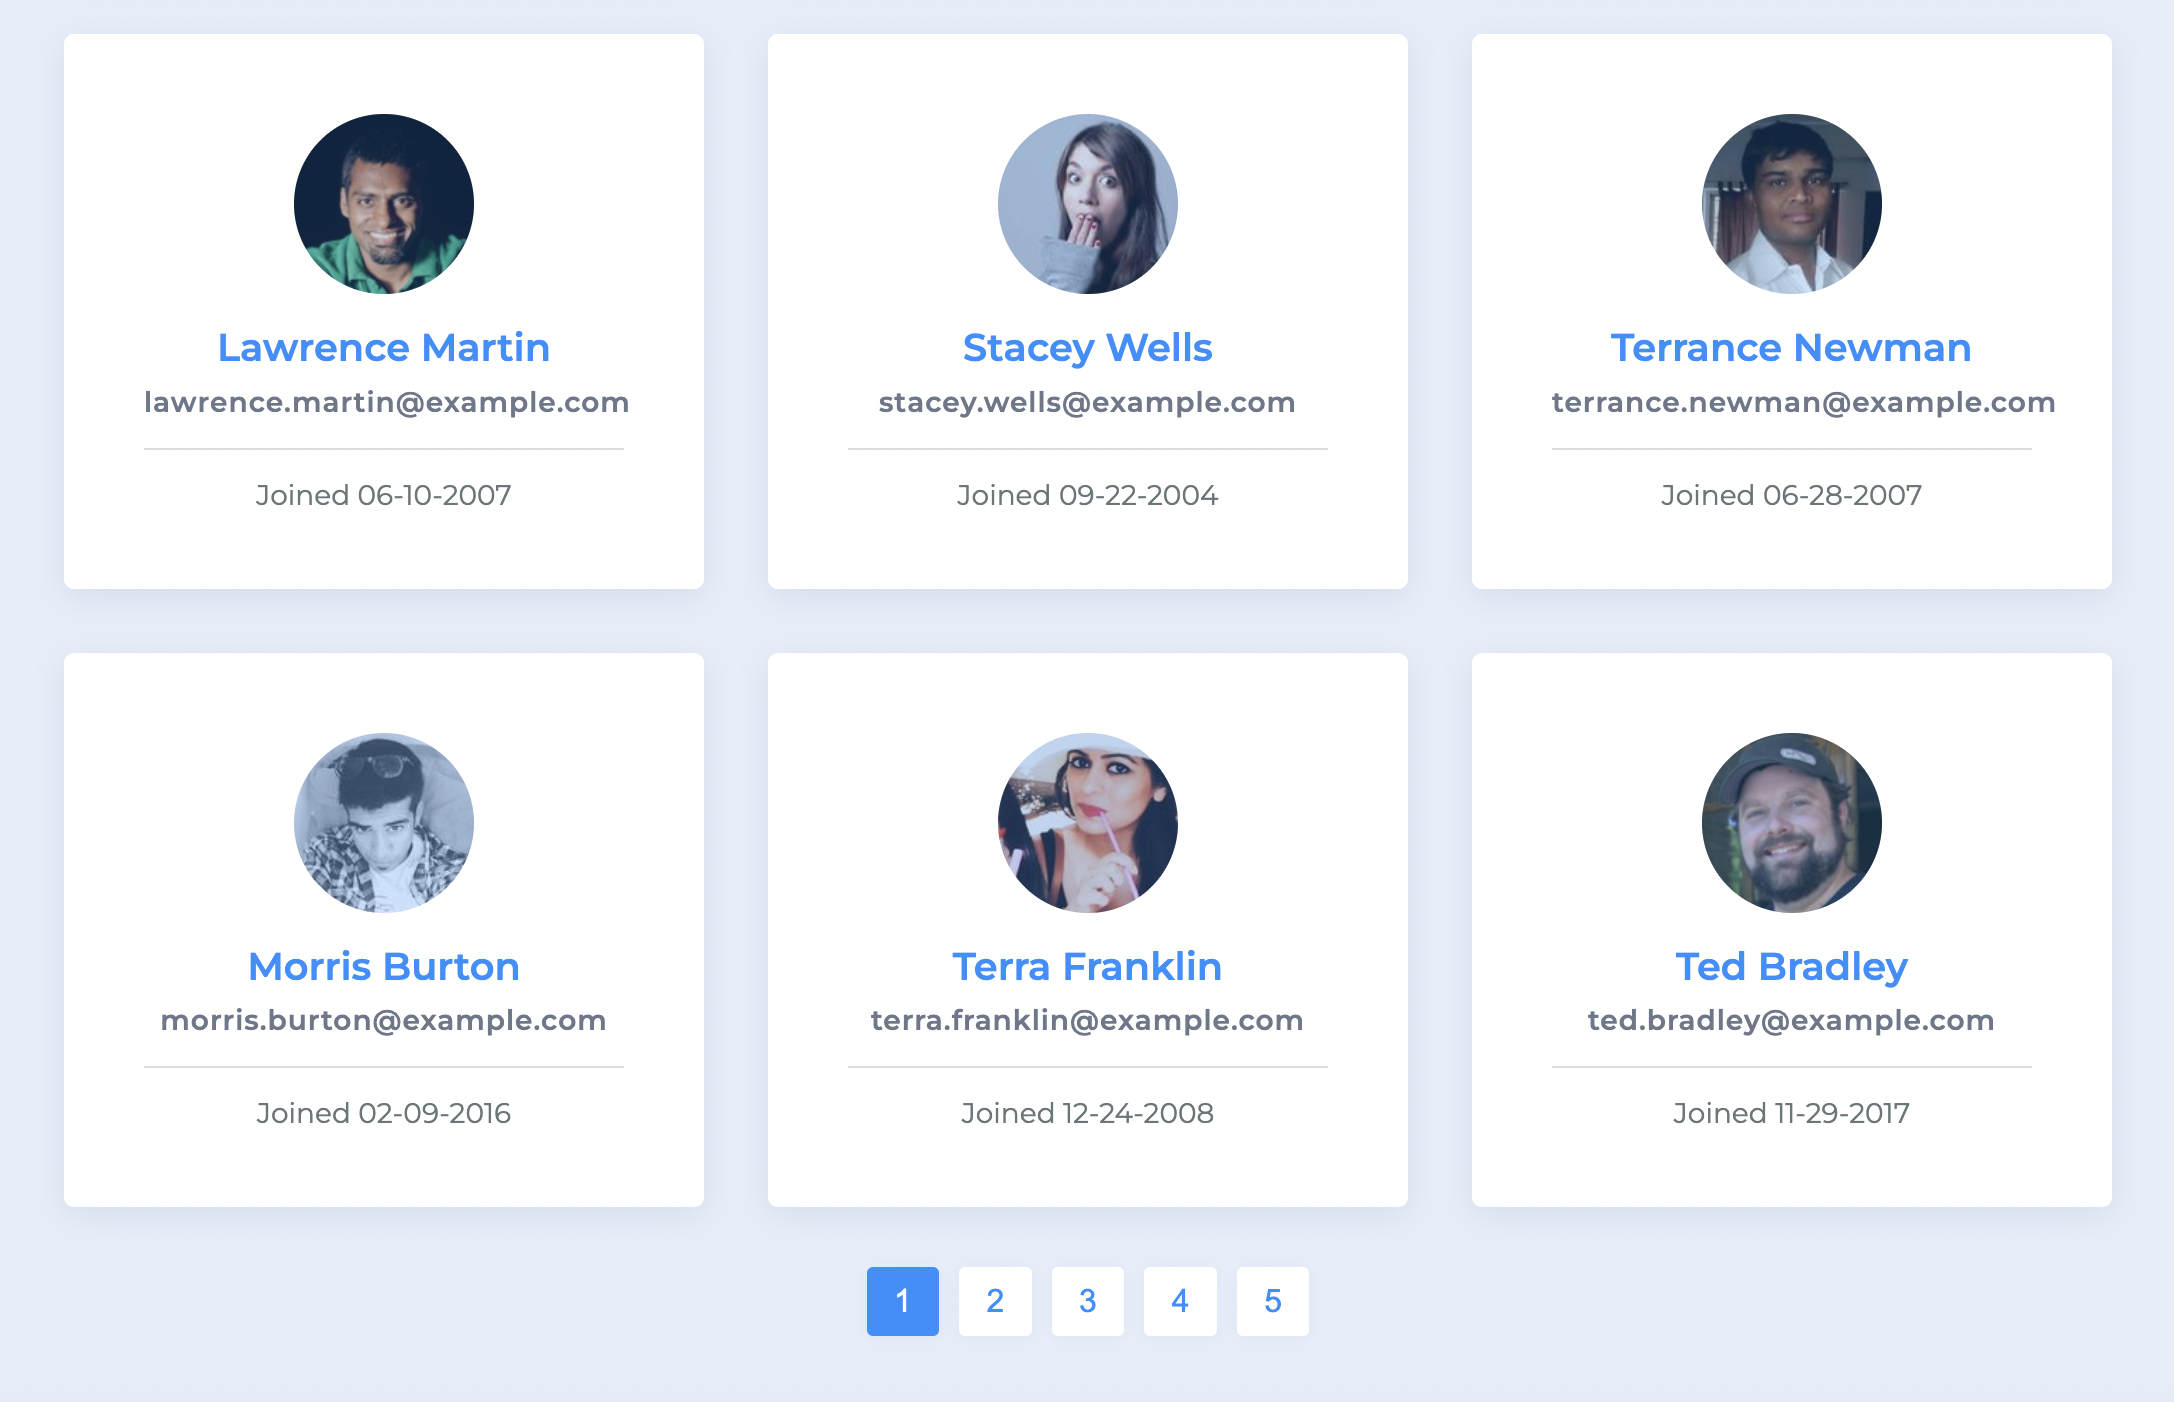 Lawrence Martin
lawrence.martin@example.com
Joined 06-10-2007
Stacey Wells
stacey.wells@example.com
Joined 09-22-2004
Terrance Newman
terrance.newman@example.com
Joined 06-28-2007
Morris Burton
morris.burton@example.com
Joined 02-09-2016
Terra Franklin
terra.franklin@example.com
Joined 12-24-2008
Ted Bradley
ted.bradley@example.com
Joined 11-29-2017
1 2 3 4 5